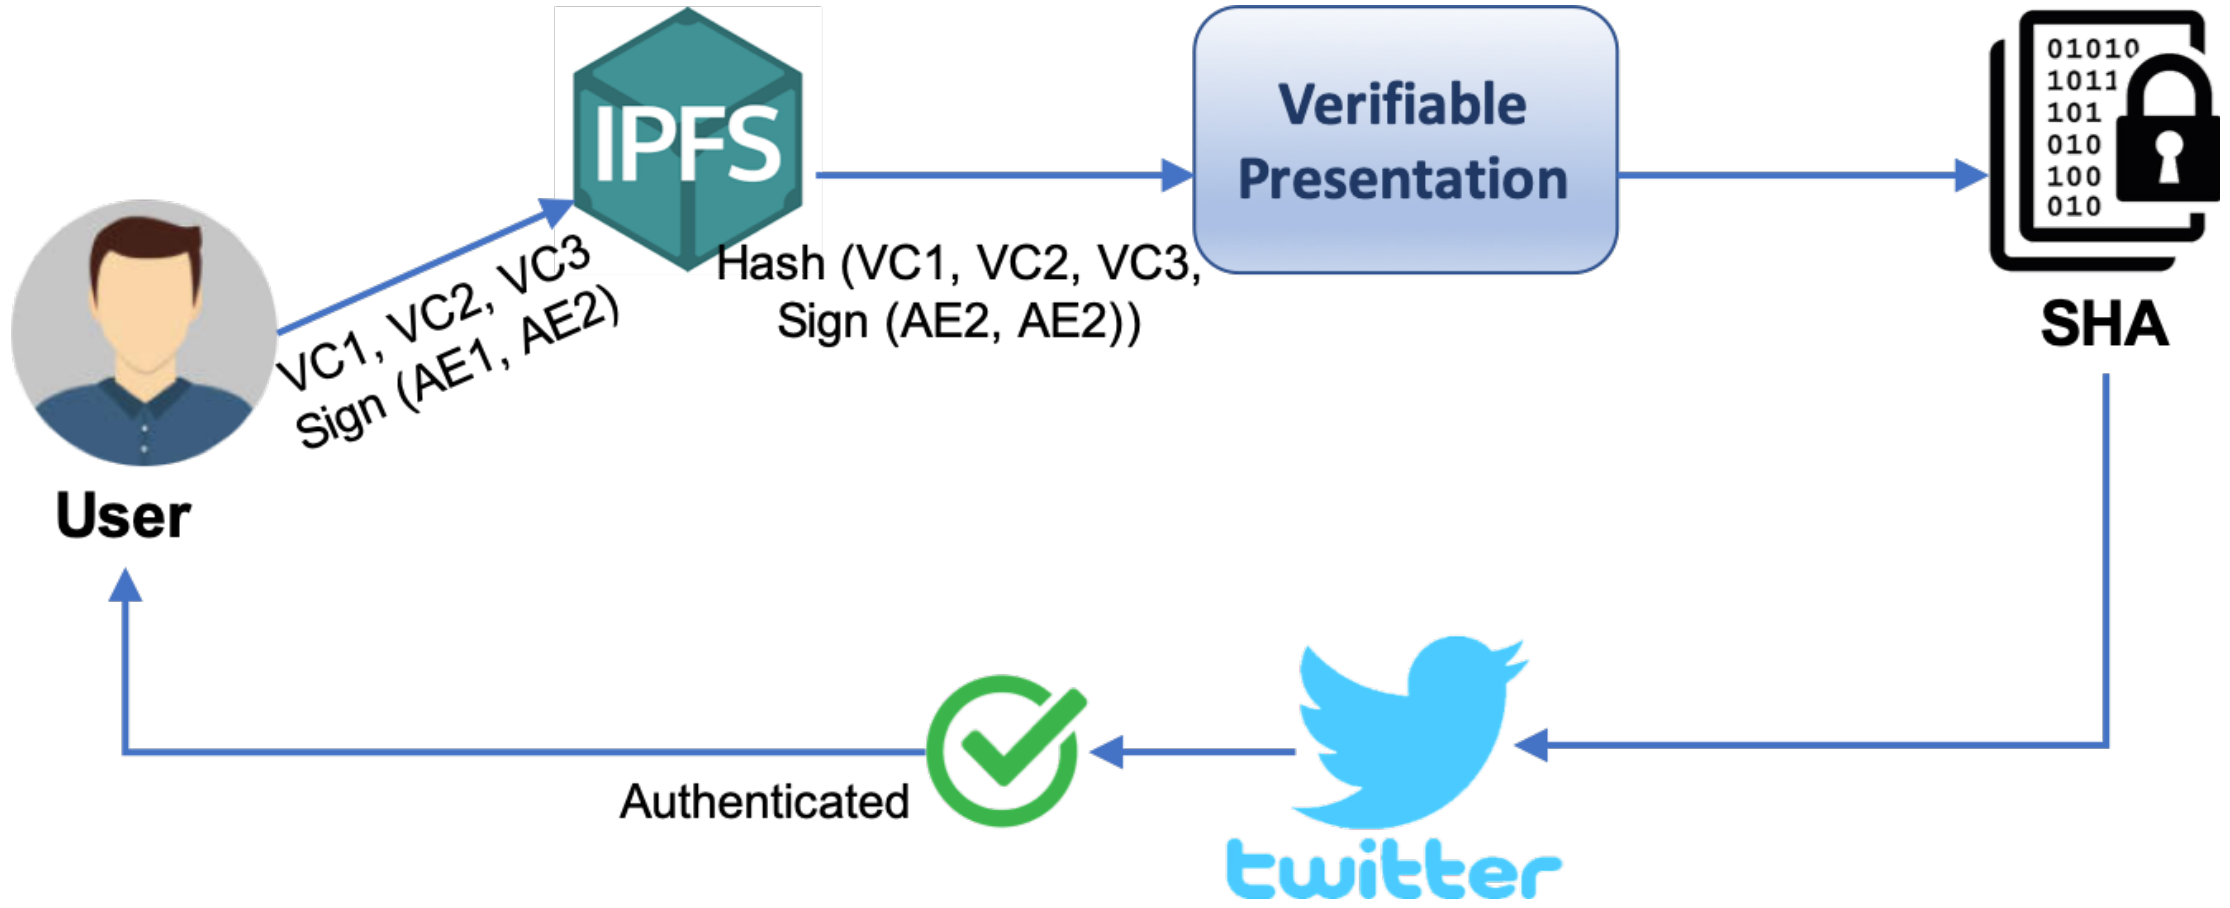 IPFS
Verifiable
Presentation
01010
1011
101
010
100
010
SHA
VC1, VC2, VC3
Sign (AE1, AE2)
Hash (VC1, VC2, VC3,
Sign (AE2, AE2))
User
Authenticated
twitter